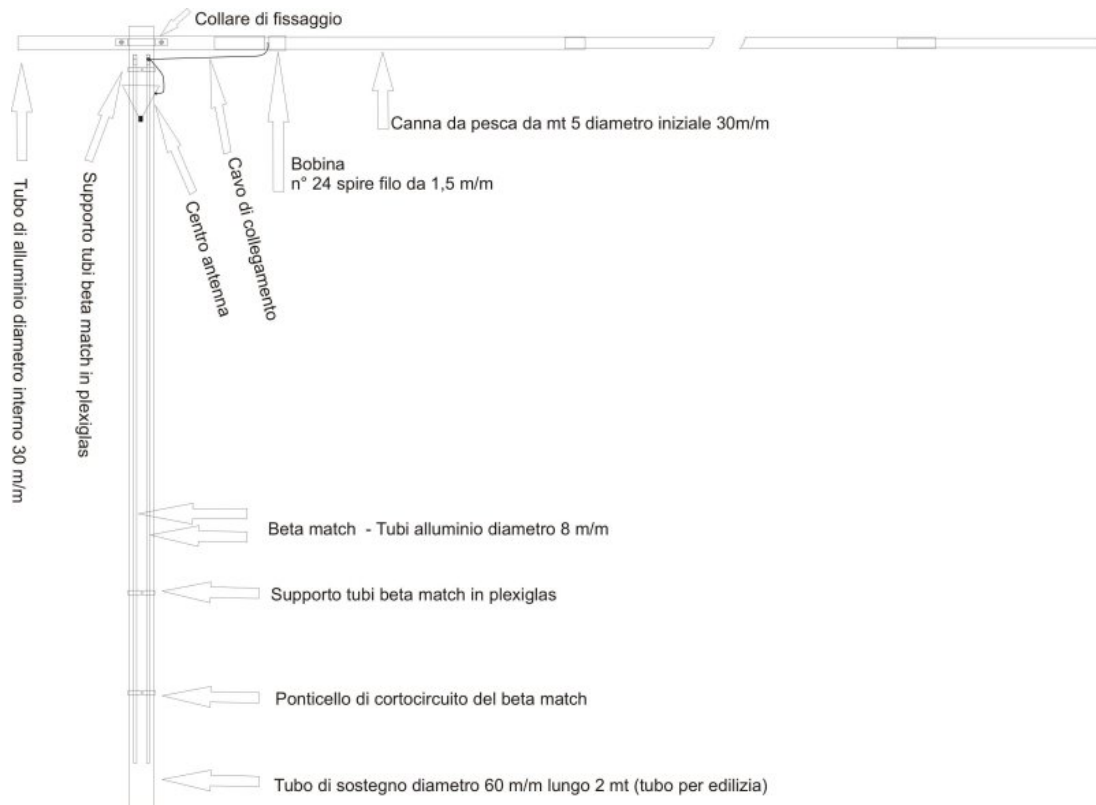 Collare di fissaggio
Canna da pesca da mt 5 diametro iniziale 30m/m
Bobina
n° 24 spire filo da 1,5 m/m
Cavo di collegamento
Centro antenna
Supporto tubi beta match in plexiglas
Tubo di alluminio diametro interno 30 m/m
Beta match - Tubi alluminio diametro 8 m/m
Supporto tubi beta match in plexiglas
Ponticello di cortocircuito del beta match
Tubo di sostegno diametro 60 m/m lungo 2 mt (tubo per edilizia)